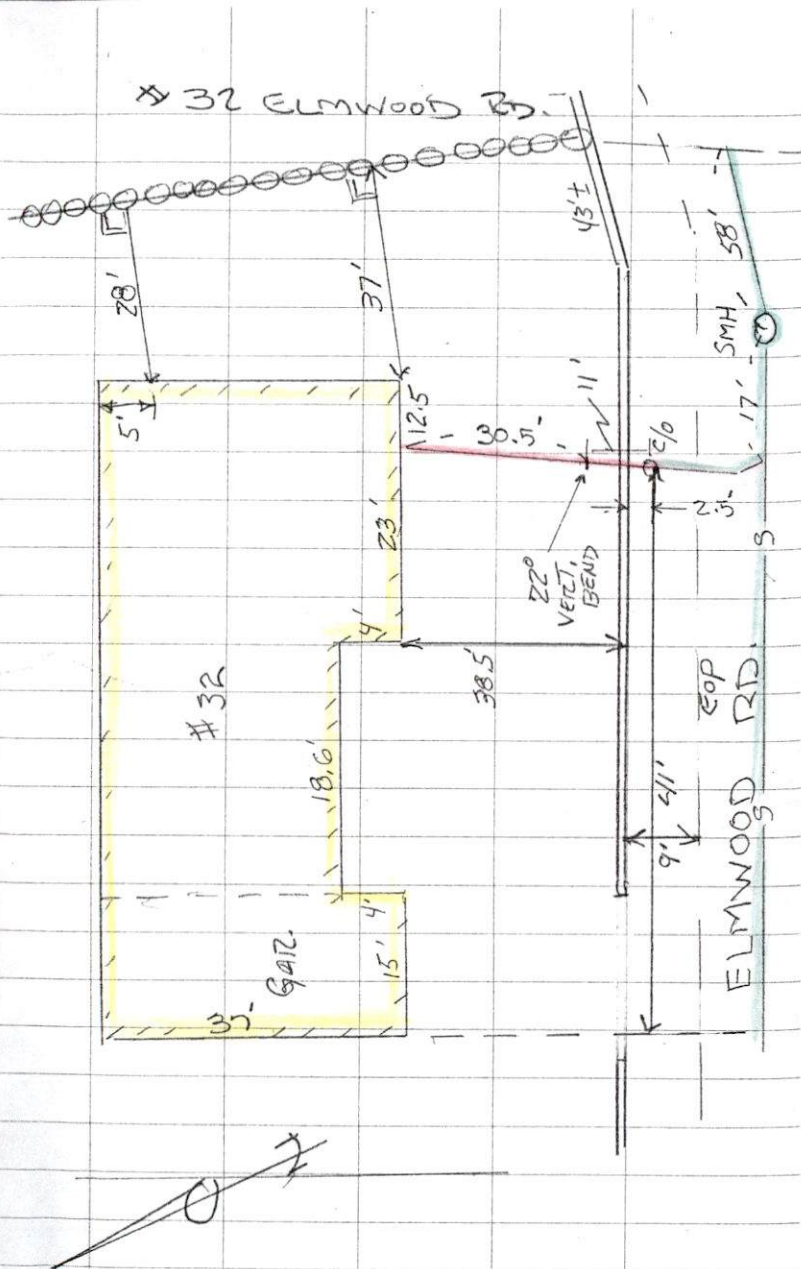 # 32 ELMWOOD RD.
43'±
58'
SMH
17'
28'
37'
5'
12.5
30.5'
11'
C/O
2.5'
22°
VERT.
BEND
23'
4'
38.5'
# 32
18.6'
4'
15'
GAR.
41'
9'
EOP
ELMWOOD RD.
S
S